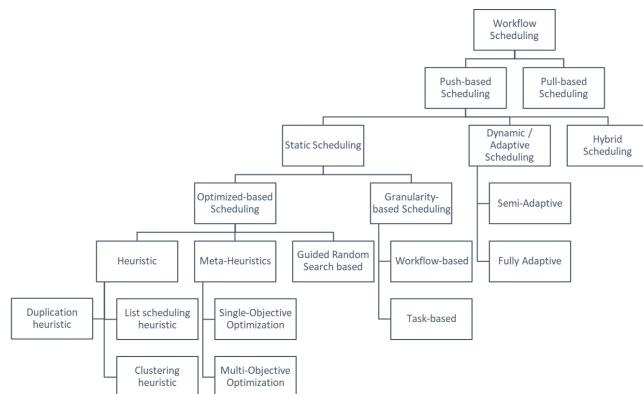 Workflow
Scheduling
Push-based
Scheduling
Pull-based
Scheduling
Static Scheduling
Dynamic /
Adaptive
Scheduling
Hybrid
Scheduling
Optimized-based
Scheduling
Granularity-
based Scheduling
Semi-Adaptive
Heuristic
Meta-Heuristics
Guided Random
Search based
Workflow-based
Fully Adaptive
Duplication
heuristic
List scheduling
heuristic
Single-Objective
Optimization
Task-based
Clustering
heuristic
Multi-Objective
Optimization